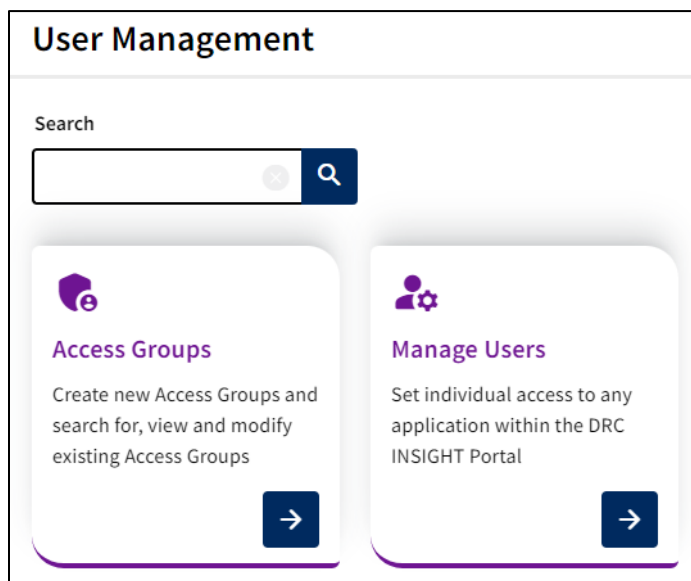 User Management
Search
Access Groups
Create new Access Groups and
search for, view and modify
existing Access Groups
Manage Users
Set individual access to any
application within the DRC
INSIGHT Portal